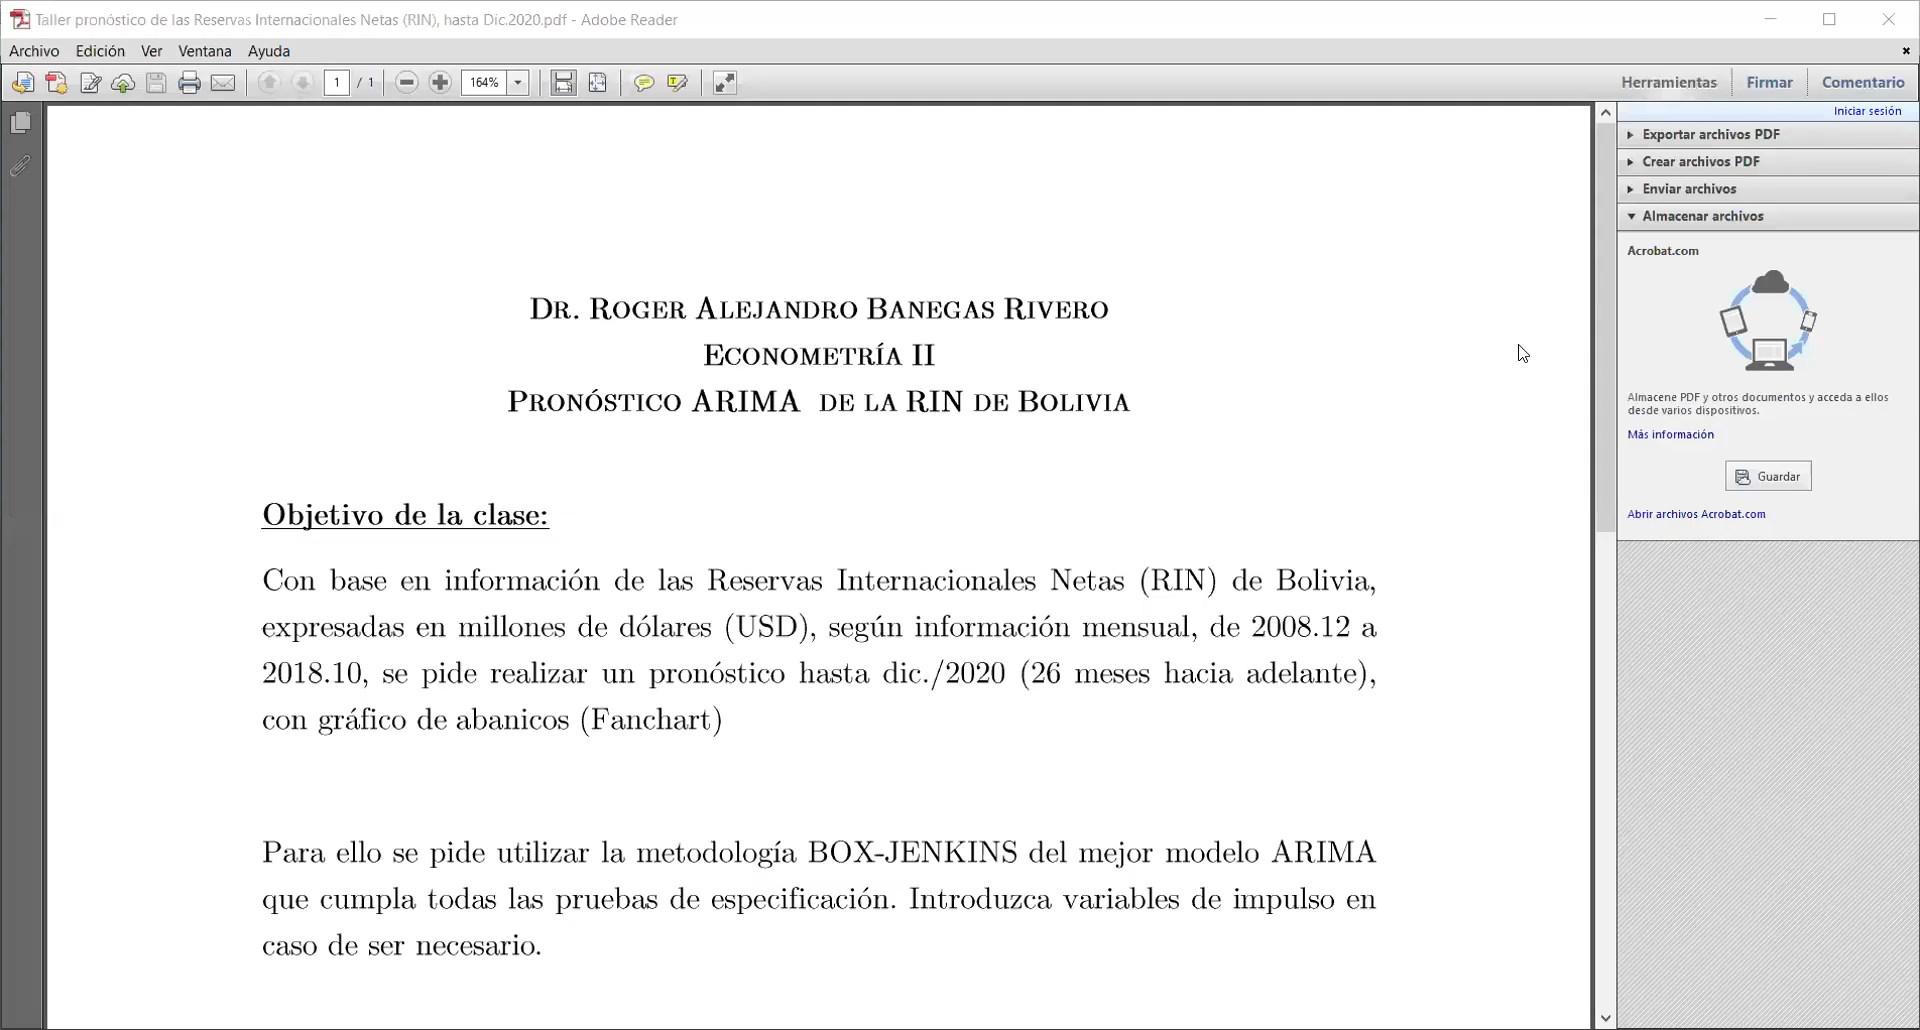 Taller pronóstico de las Reservas Internacionales Netas (RIN), hasta Dic.2020.pdf - Adobe Reader
Archivo Edición Ver Ventana Ayuda
1 / 1 164% Herramientas Firmar Comentario
Iniciar sesión
Exportar archivos PDF
Crear archivos PDF
Enviar archivos
Almacenar archivos
Acrobat.com
Almacene PDF y otros documentos y acceda a ellos
desde varios dispositivos.
Más información
Guardar
Abrir archivos Acrobat.com
Dr. Roger Alejandro Banegas Rivero
Econometría II
Pronóstico ARIMA de la RIN de Bolivia
Objetivo de la clase:
Con base en información de las Reservas Internacionales Netas (RIN) de Bolivia,
expresadas en millones de dólares (USD), según información mensual, de 2008.12 a
2018.10, se pide realizar un pronóstico hasta dic./2020 (26 meses hacia adelante),
con gráfico de abanicos (Fanchart)
Para ello se pide utilizar la metodología BOX-JENKINS del mejor modelo ARIMA
que cumpla todas las pruebas de especificación. Introduzca variables de impulso en
caso de ser necesario.